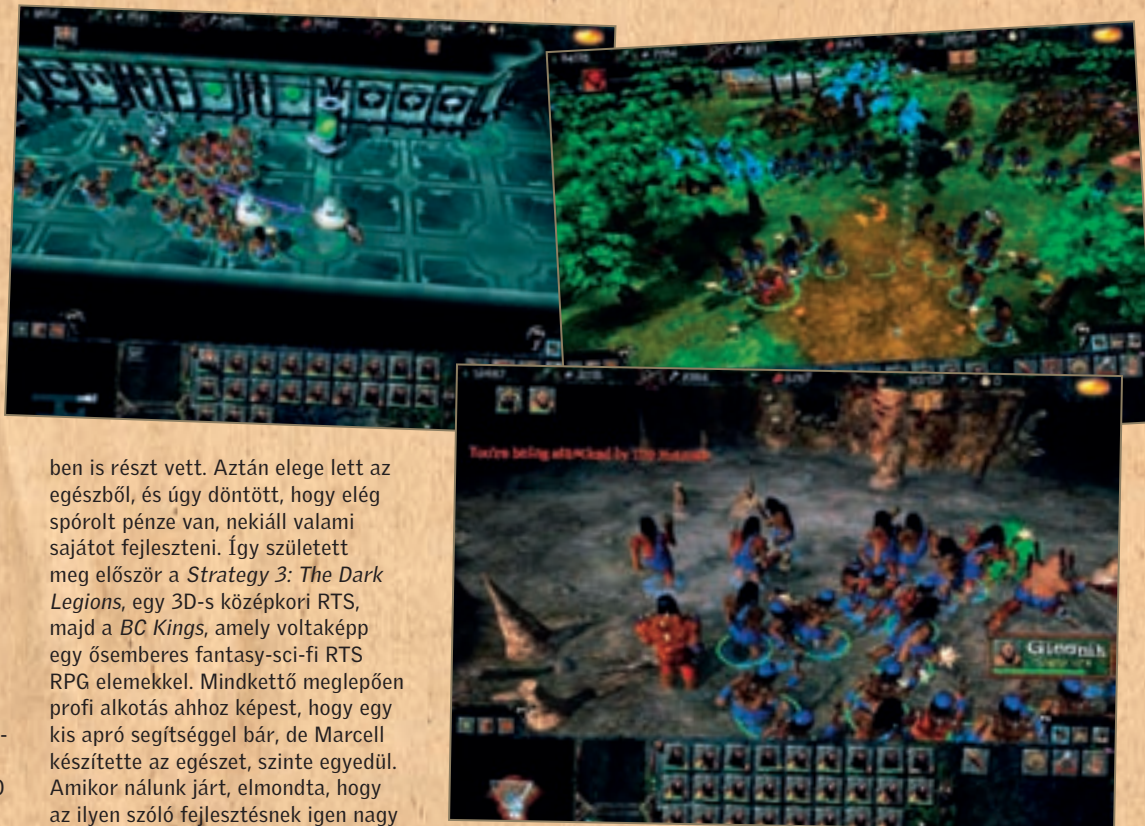 You're being attacked by The
Gleonik
ben is részt vett. Aztán elege lett az
egészből, és úgy döntött, hogy elég
spórolt pénze van, nekiáll valami
sajátot fejleszteni. Így született
meg először a Strategy 3: The Dark
Legions, egy 3D-s középkori RTS,
majd a BC Kings, amely voltaképp
egy ősemberes fantasy-sci-fi RTS
RPG elemekkel. Mindkettő meglepően
profi alkotás ahhoz képest, hogy egy
kis apró segítséggel bár, de Marcell
készítette az egészet, szinte egyedül.
Amikor nálunk járt, elmondta, hogy
az ilyen szóló fejlesztésnek igen nagy